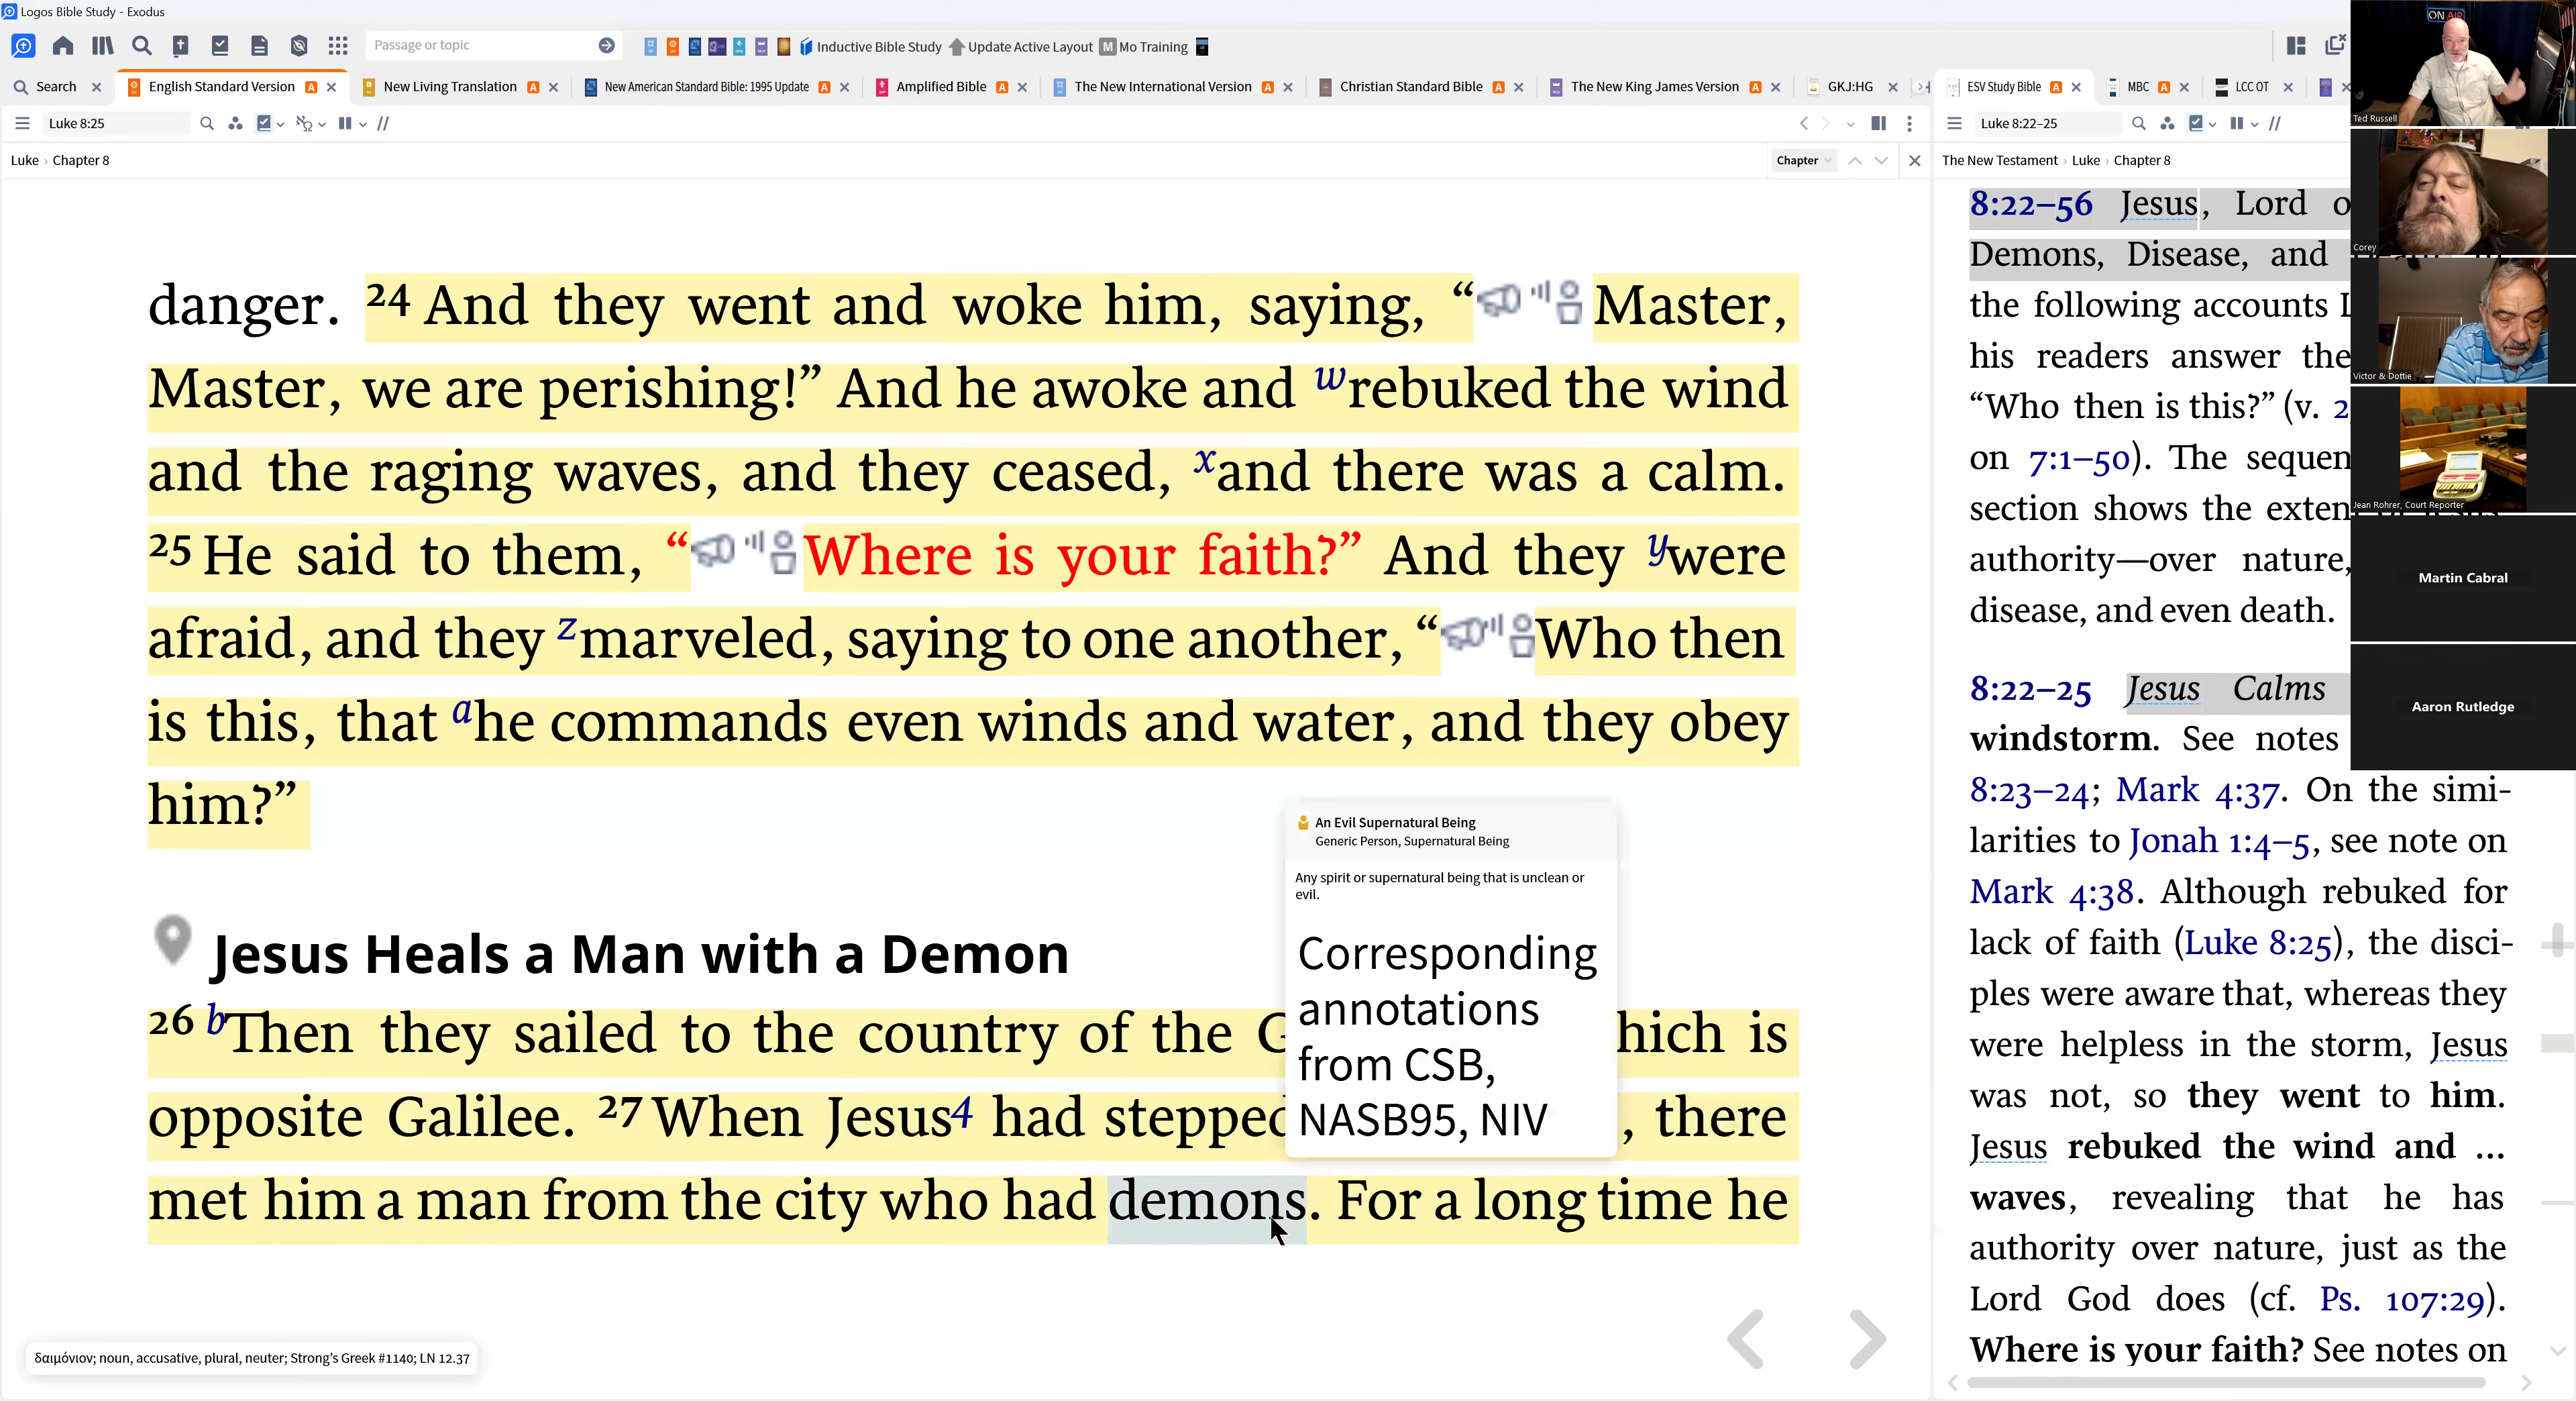 Logos Bible Study - Exodus
Passage or topic
Inductive Bible Study Update Active Layout M Mo Training
Search English Standard Version A New Living Translation A New American Standard Bible: 1995 Update A Amplified Bible A The New International Version A Christian Standard Bible A The New King James Version A GKJ:HG
Luke 8:25
Luke › Chapter 8
Chapter
danger. 24 And they went and woke him, saying, “Master,
Master, we are perishing!” And he awoke and wrebuked the wind
and the raging waves, and they ceased, xand there was a calm.
25 He said to them, “Where is your faith?” And they ywere
afraid, and they zmarveled, saying to one another, “Who then
is this, that ahe commands even winds and water, and they obey
him?”
Jesus Heals a Man with a Demon
26 bThen they sailed to the country of the G hich is
opposite Galilee. 27 When Jesus4 had stepped , there
met him a man from the city who had demons. For a long time he
An Evil Supernatural Being
Generic Person, Supernatural Being
Any spirit or supernatural being that is unclean or
evil.
Corresponding
annotations
from CSB,
NASB95, NIV
δαιμόνιον; noun, accusative, plural, neuter; Strong’s Greek #1140; LN 12.37
ESV Study Bible A MBC A LCC OT
Luke 8:22–25
The New Testament › Luke › Chapter 8
8:22–56 Jesus, Lord o
Demons, Disease, and
the following accounts L
his readers answer the
“Who then is this?” (v. 2
on 7:1–50). The sequen
section shows the exten
authority—over nature,
disease, and even death.
8:22–25 Jesus Calms
windstorm. See notes
8:23–24; Mark 4:37. On the simi-
larities to Jonah 1:4–5, see note on
Mark 4:38. Although rebuked for
lack of faith (Luke 8:25), the disci-
ples were aware that, whereas they
were helpless in the storm, Jesus
was not, so they went to him.
Jesus rebuked the wind and ...
waves, revealing that he has
authority over nature, just as the
Lord God does (cf. Ps. 107:29).
Where is your faith? See notes on
ON AIR
Ted Russell
Corey
Victor & Dottie
Jean Rohrer, Court Reporter
Martin Cabral
Aaron Rutledge